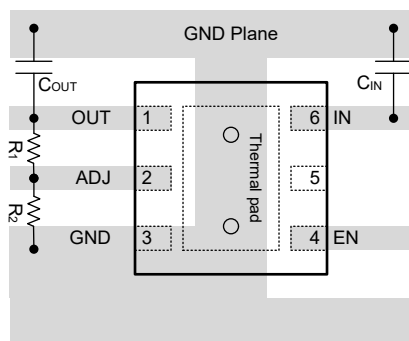 GND Plane
COUT
CIN
OUT 1
6 IN
R1
Thermal pad
ADJ 2
5
R2
GND 3
4 EN